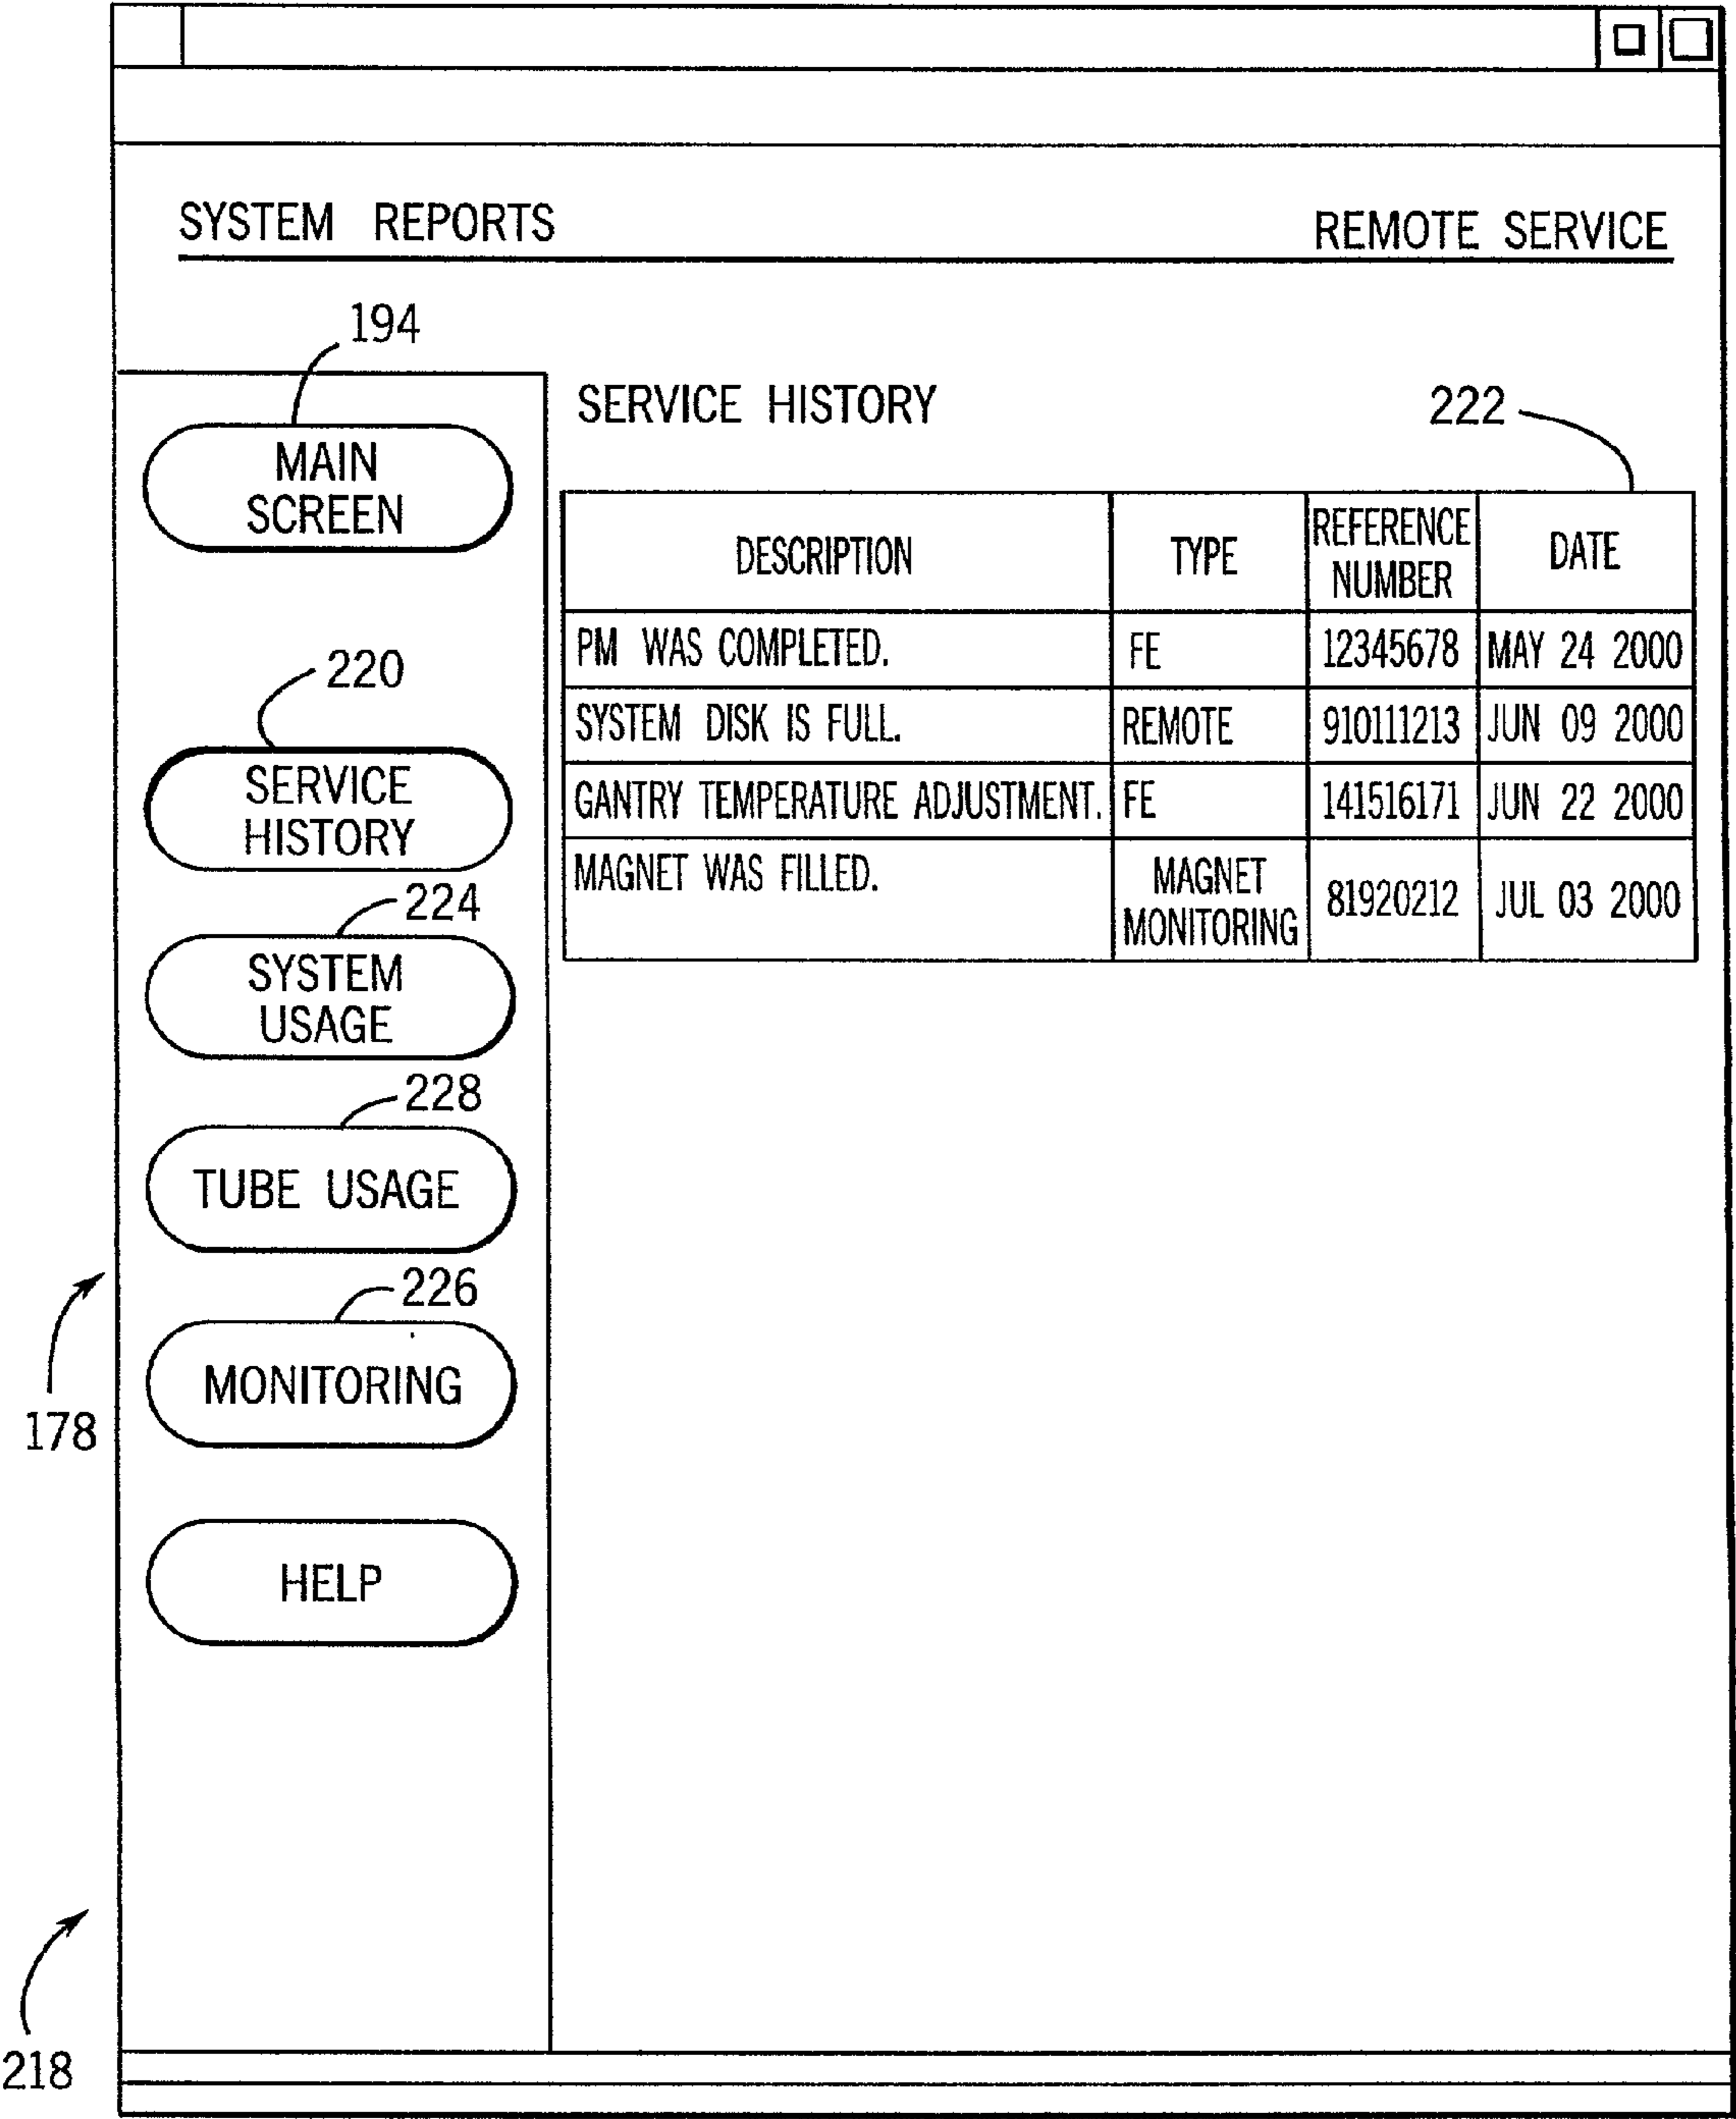 SYSTEM REPORTS
REMOTE SERVICE
194
MAIN
SCREEN
220
SERVICE
HISTORY
224
SYSTEM
USAGE
228
TUBE USAGE
226
MONITORING
HELP
178
218
SERVICE HISTORY
222
DESCRIPTION TYPE REFERENCE NUMBER DATE
PM WAS COMPLETED. FE 12345678 MAY 24 2000
SYSTEM DISK IS FULL. REMOTE 910111213 JUN 09 2000
GANTRY TEMPERATURE ADJUSTMENT. FE 141516171 JUN 22 2000
MAGNET WAS FILLED. MAGNET MONITORING 81920212 JUL 03 2000